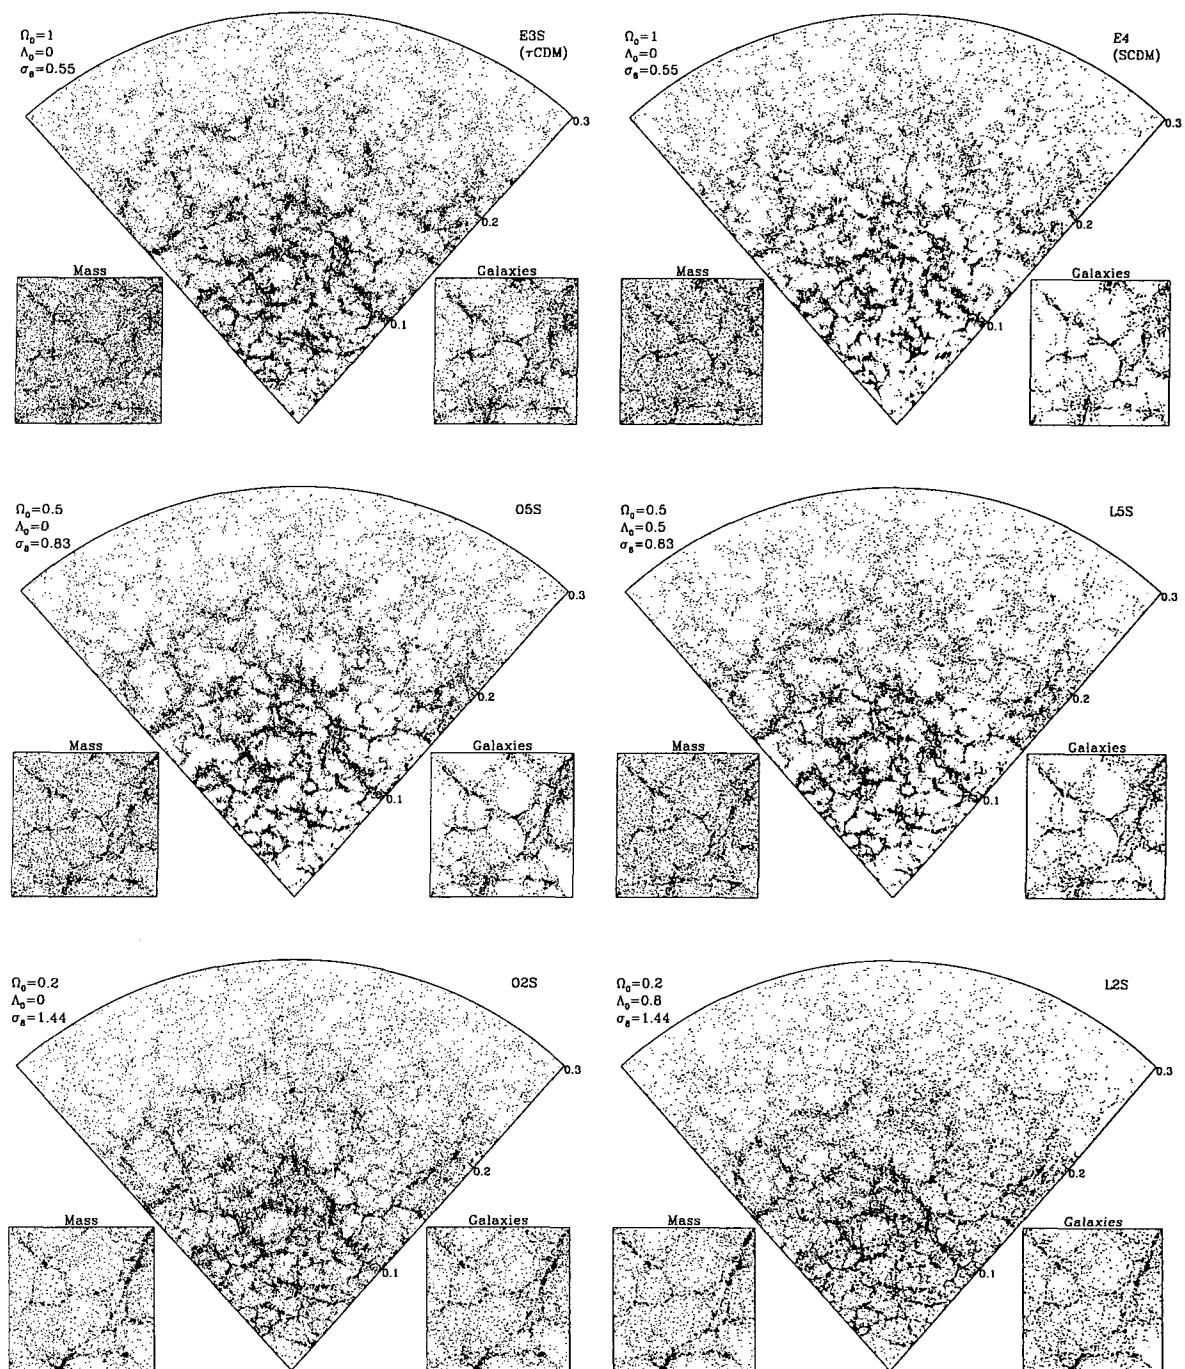 Ω₀=1
Λ₀=0
σ₈=0.55
E3S
(τCDM)
0.3
0.2
0.1
Mass
Galaxies
Ω₀=1
Λ₀=0
σ₈=0.55
E4
(SCDM)
0.3
0.2
0.1
Mass
Galaxies
Ω₀=0.5
Λ₀=0
σ₈=0.83
O5S
0.3
0.2
0.1
Mass
Galaxies
Ω₀=0.5
Λ₀=0.5
σ₈=0.83
L5S
0.3
0.2
0.1
Mass
Galaxies
Ω₀=0.2
Λ₀=0
σ₈=1.44
O2S
0.3
0.2
0.1
Mass
Galaxies
Ω₀=0.2
Λ₀=0.8
σ₈=1.44
L2S
0.3
0.2
0.1
Mass
Galaxies